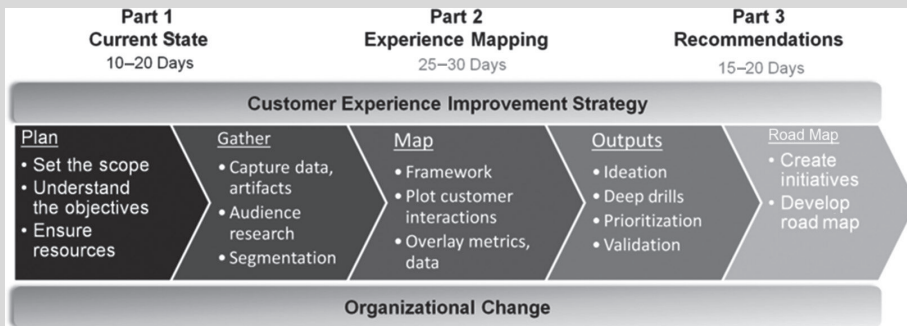 Part 1
Current State
10–20 Days
Part 2
Experience Mapping
25–30 Days
Part 3
Recommendations
15–20 Days
Customer Experience Improvement Strategy
Plan
• Set the scope
• Understand
the objectives
• Ensure
resources
Gather
• Capture data,
artifacts
• Audience
research
• Segmentation
Map
• Framework
• Plot customer
interactions
• Overlay metrics,
data
Outputs
• Ideation
• Deep drills
• Prioritization
• Validation
Road Map
• Create
initiatives
• Develop
road map
Organizational Change